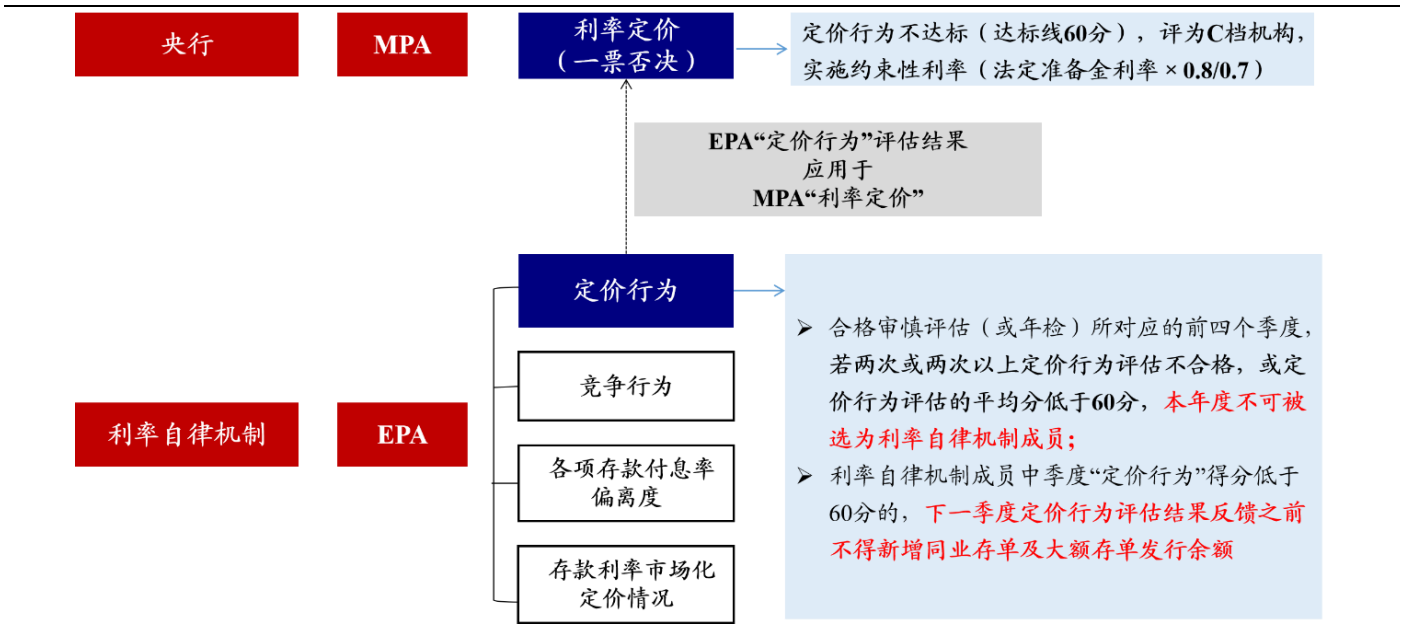 央行
MPA
利率定价
（一票否决）
定价行为不达标（达标线60分），评为C档机构，
实施约束性利率（法定准备金利率×0.8/0.7）
EPA“定价行为”评估结果
应用于
MPA“利率定价”
利率自律机制
EPA
定价行为
竞争行为
各项存款付息率
偏离度
存款利率市场化
定价情况
➢ 合格审慎评估（或年检）所对应的前四个季度，
若两次或两次以上定价行为评估不合格，或定
价行为评估的平均分低于60分，本年度不可被
选为利率自律机制成员；
➢ 利率自律机制成员中季度“定价行为”得分低于
60分的，下一季度定价行为评估结果反馈之前
不得新增同业存单及大额存单发行余额